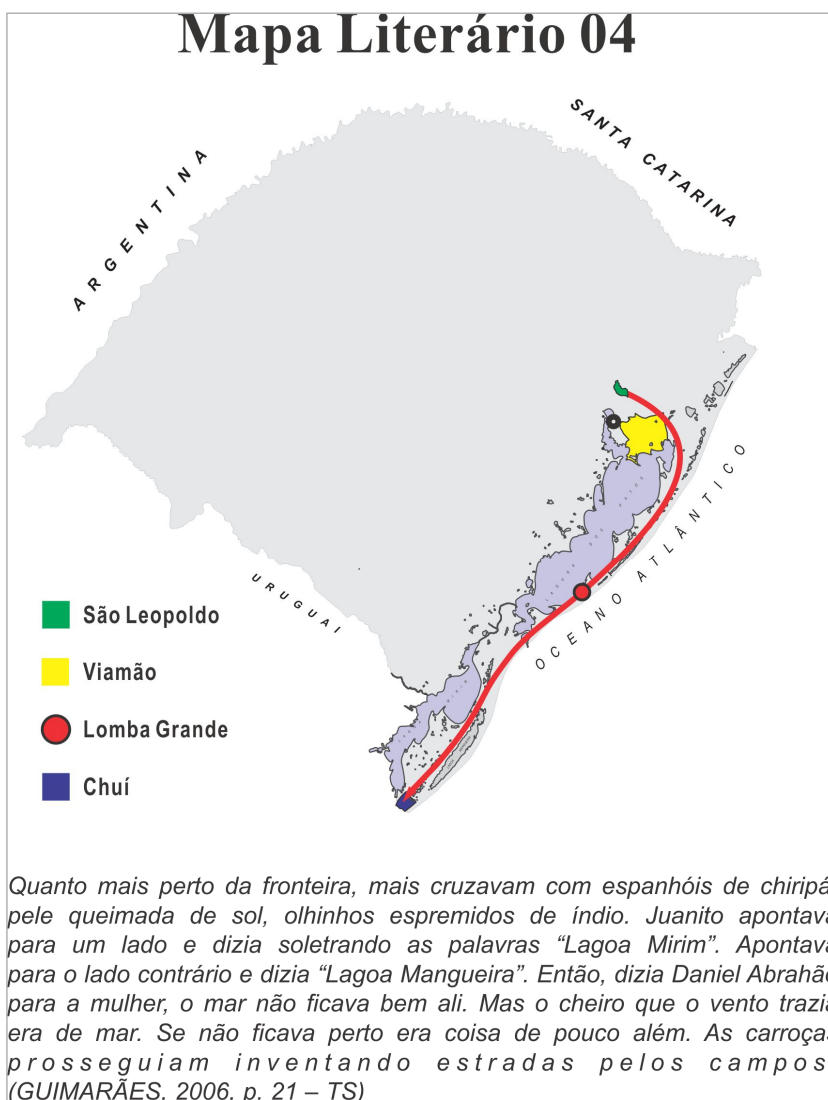 Mapa Literário 04
SANTA CATARINA
ARGENTINA
OCEANO ATLÂNTICO
URUGUAI
São Leopoldo
Viamão
Lomba Grande
Chuí
Quanto mais perto da fronteira, mais cruzavam com espanhóis de chiripá
pele queimada de sol, olhinhos espremidos de índio. Juanito apontava
para um lado e dizia soletrando as palavras “Lagoa Mirim”. Apontava
para o lado contrário e dizia “Lagoa Mangueira”. Então, dizia Daniel Abrahão
para a mulher, o mar não ficava bem ali. Mas o cheiro que o vento trazia
era de mar. Se não ficava perto era coisa de pouco além. As carroças
prosseguiam inventando estradas pelos campos
(GUIMARÃES, 2006, p. 21 – TS)